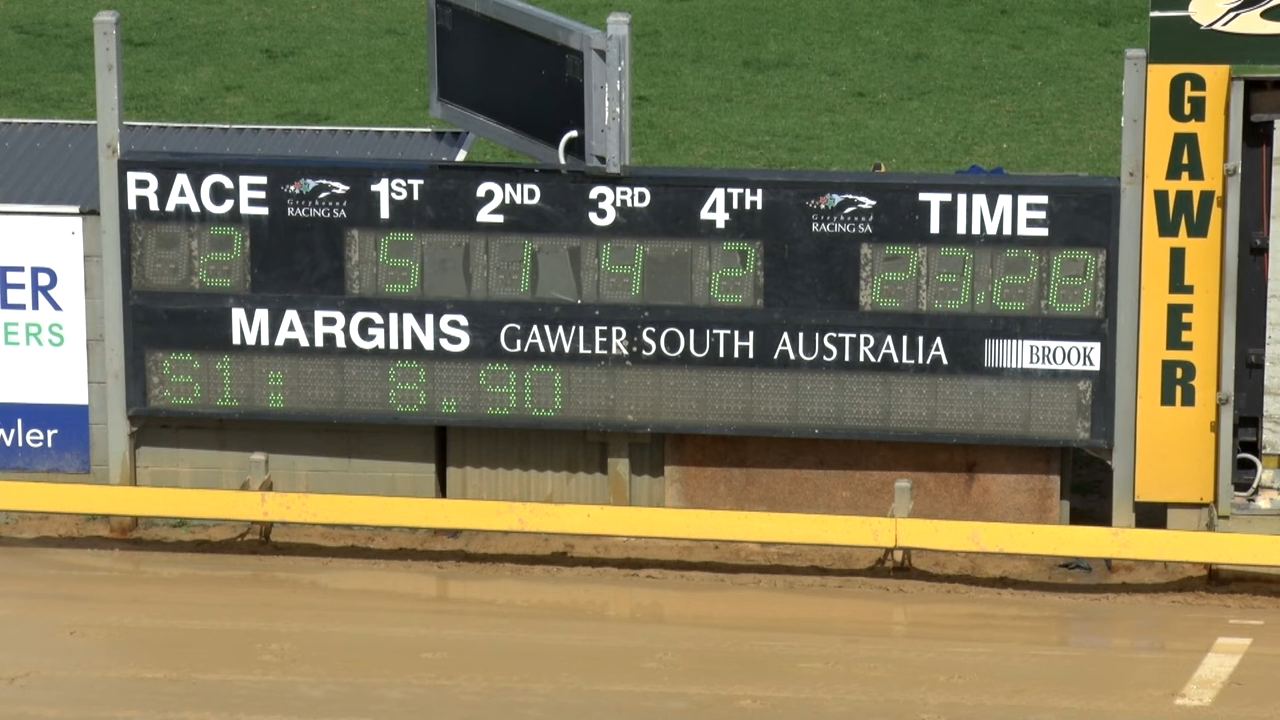 RACE Greyhound RACING SA 1ST 2ND 3RD 4TH Greyhound RACING SA TIME
2 5 1 4 2 23.28
MARGINS GAWLER SOUTH AUSTRALIA BROOK
S1: 8.90
GAWLER
ER
ERS
wler